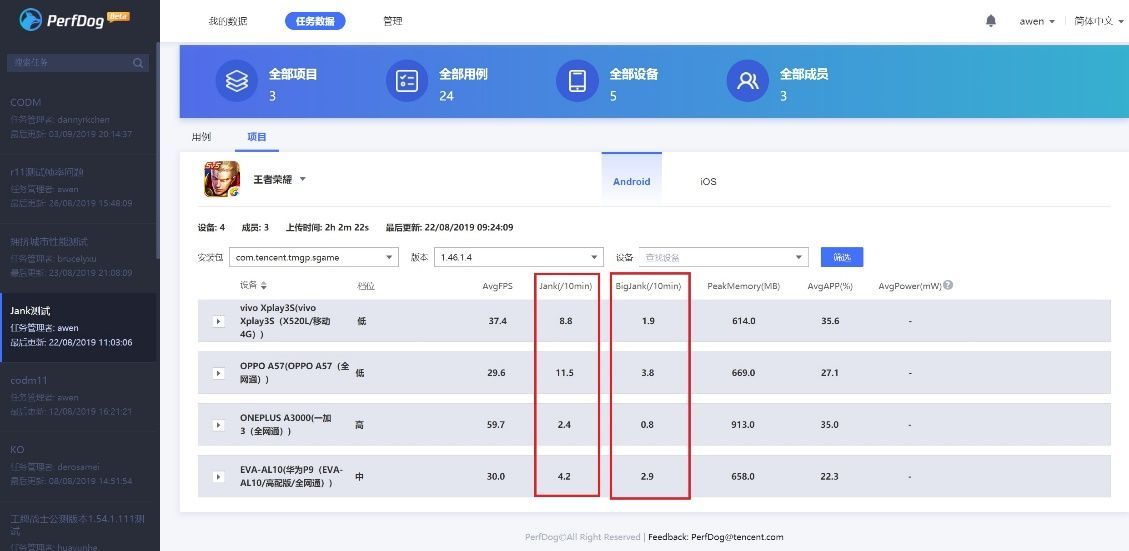 PerfDog Beta
我的数据
任务数据
管理
awen
简体中文
搜索任务
CODM
任务管理者: dannyrkchen
最后更新: 03/09/2019 20:14:37
r11测试帧率问题
任务管理者: awen
最后更新: 26/08/2019 15:48:09
拥挤城市性能测试
任务管理者: brucelyxu
最后更新: 23/08/2019 21:08:09
Jank测试
任务管理者: awen
最后更新: 22/08/2019 11:03:06
codm11
任务管理者: awen
最后更新: 12/08/2019 16:21:21
KO
任务管理者: derosamei
最后更新: 08/08/2019 14:51:54
王牌战士公测版本1.54.1.111测
试
任务管理者: huayunhe
全部项目
3
全部用例
24
全部设备
5
全部成员
3
用例
项目
5V5
王者荣耀
Android
iOS
设备: 4 成员: 3 上传时间: 2h 2m 22s 最后更新: 22/08/2019 09:24:09
安装包 com.tencent.tmgp.sgame 版本 1.46.1.4 设备 查找设备 筛选
设备 档位 AvgFPS Jank(/10min) BigJank(/10min) PeakMemory(MB) AvgAPP(%) AvgPower(mW) ?
vivo Xplay3S(vivo
Xplay3S（X520L/移动 低 37.4 8.8 1.9 614.0 35.6 -
4G））
OPPO A57(OPPO A57（全
网通）) 低 29.6 11.5 3.8 669.0 27.1 -
ONEPLUS A3000(一加
3（全网通）) 高 59.7 2.4 0.8 913.0 35.0 -
EVA-AL10(华为P9（EVA-
AL10/高配版/全网通）) 中 30.0 4.2 2.9 658.0 22.3 -
PerfDog©All Right Reserved | Feedback: PerfDog@tencent.com